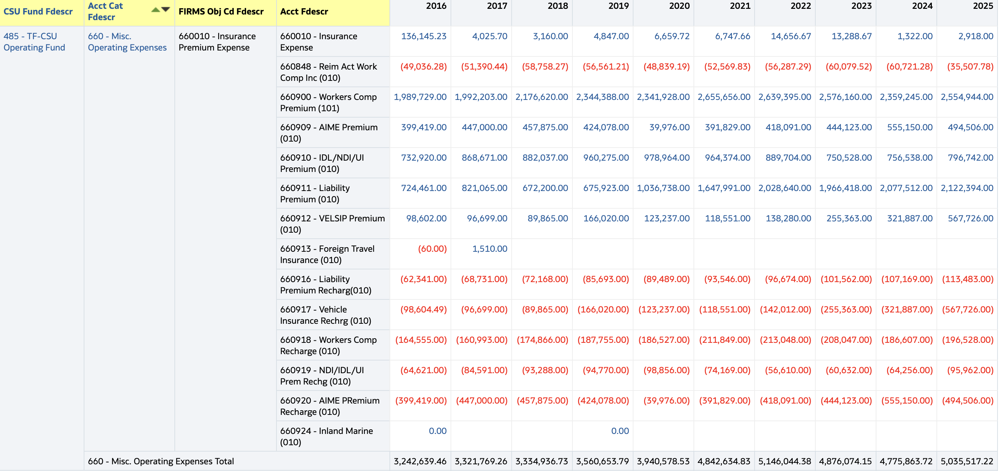 CSU Fund Fdescr Acct Cat Fdescr FIRMS Obj Cd Fdescr Acct Fdescr 2016 2017 2018 2019 2020 2021 2022 2023 2024 2025
485 - TF-CSU Operating Fund 660 - Misc. Operating Expenses 660010 - Insurance Premium Expense 660010 - Insurance Expense 136,145.23 4,025.70 3,160.00 4,847.00 6,659.72 6,747.66 14,656.67 13,288.67 1,322.00 2,918.00
660848 - Reim Act Work Comp Inc (010) (49,036.28) (51,390.44) (58,758.27) (56,561.21) (48,839.19) (52,569.83) (56,287.29) (60,079.52) (60,721.28) (35,507.78)
660900 - Workers Comp Premium (101) 1,989,729.00 1,992,203.00 2,176,620.00 2,344,388.00 2,341,928.00 2,655,656.00 2,639,395.00 2,576,160.00 2,359,245.00 2,554,944.00
660909 - AIME Premium (010) 399,419.00 447,000.00 457,875.00 424,078.00 39,976.00 391,829.00 418,091.00 444,123.00 555,150.00 494,506.00
660910 - IDL/NDI/UI Premium (010) 732,920.00 868,671.00 882,037.00 960,275.00 978,964.00 964,374.00 889,704.00 750,528.00 756,538.00 796,742.00
660911 - Liability Premium (010) 724,461.00 821,065.00 672,200.00 675,923.00 1,036,738.00 1,647,991.00 2,028,640.00 1,966,418.00 2,077,512.00 2,122,394.00
660912 - VELSIP Premium (010) 98,602.00 96,699.00 89,865.00 166,020.00 123,237.00 118,551.00 138,280.00 255,363.00 321,887.00 567,726.00
660913 - Foreign Travel Insurance (010) (60.00) 1,510.00
660916 - Liability Premium Recharg(010) (62,341.00) (68,731.00) (72,168.00) (85,693.00) (89,489.00) (93,546.00) (96,674.00) (101,562.00) (107,169.00) (113,483.00)
660917 - Vehicle Insurance Rechrg (010) (98,604.49) (96,699.00) (89,865.00) (166,020.00) (123,237.00) (118,551.00) (142,012.00) (255,363.00) (321,887.00) (567,726.00)
660918 - Workers Comp Recharge (010) (164,555.00) (160,993.00) (174,866.00) (187,755.00) (186,527.00) (211,849.00) (213,048.00) (208,047.00) (186,607.00) (196,528.00)
660919 - NDI/IDL/UI Prem Rechg (010) (64,621.00) (84,591.00) (93,288.00) (94,770.00) (98,856.00) (74,169.00) (56,610.00) (60,632.00) (64,256.00) (95,962.00)
660920 - AIME PRemium Recharge (010) (399,419.00) (447,000.00) (457,875.00) (424,078.00) (39,976.00) (391,829.00) (418,091.00) (444,123.00) (555,150.00) (494,506.00)
660924 - Inland Marine (010) 0.00 0.00
660 - Misc. Operating Expenses Total 3,242,639.46 3,321,769.26 3,334,936.73 3,560,653.79 3,940,578.53 4,842,634.83 5,146,044.38 4,876,074.15 4,775,863.72 5,035,517.22